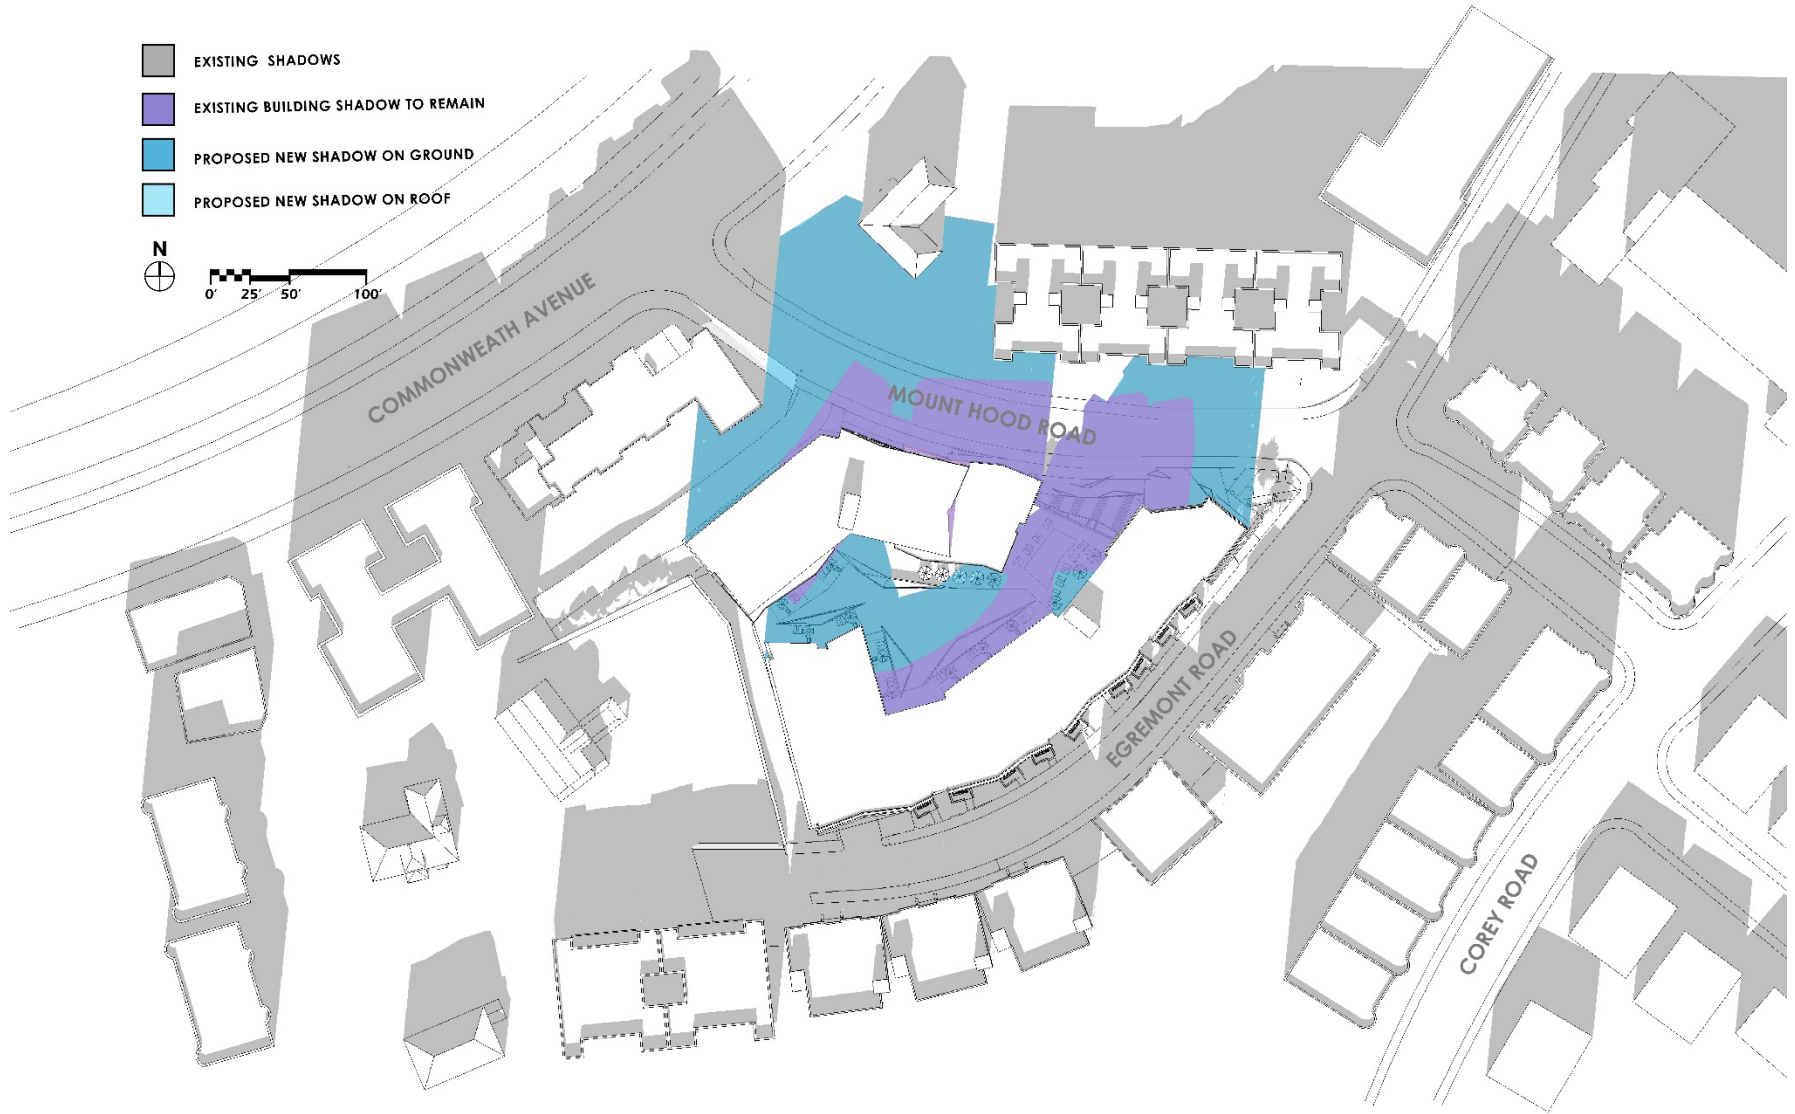 EXISTING SHADOWS
EXISTING BUILDING SHADOW TO REMAIN
PROPOSED NEW SHADOW ON GROUND
PROPOSED NEW SHADOW ON ROOF
N
0' 25' 50' 100'
COMMONWEATH AVENUE
MOUNT HOOD ROAD
EGREMONT ROAD
COREY ROAD